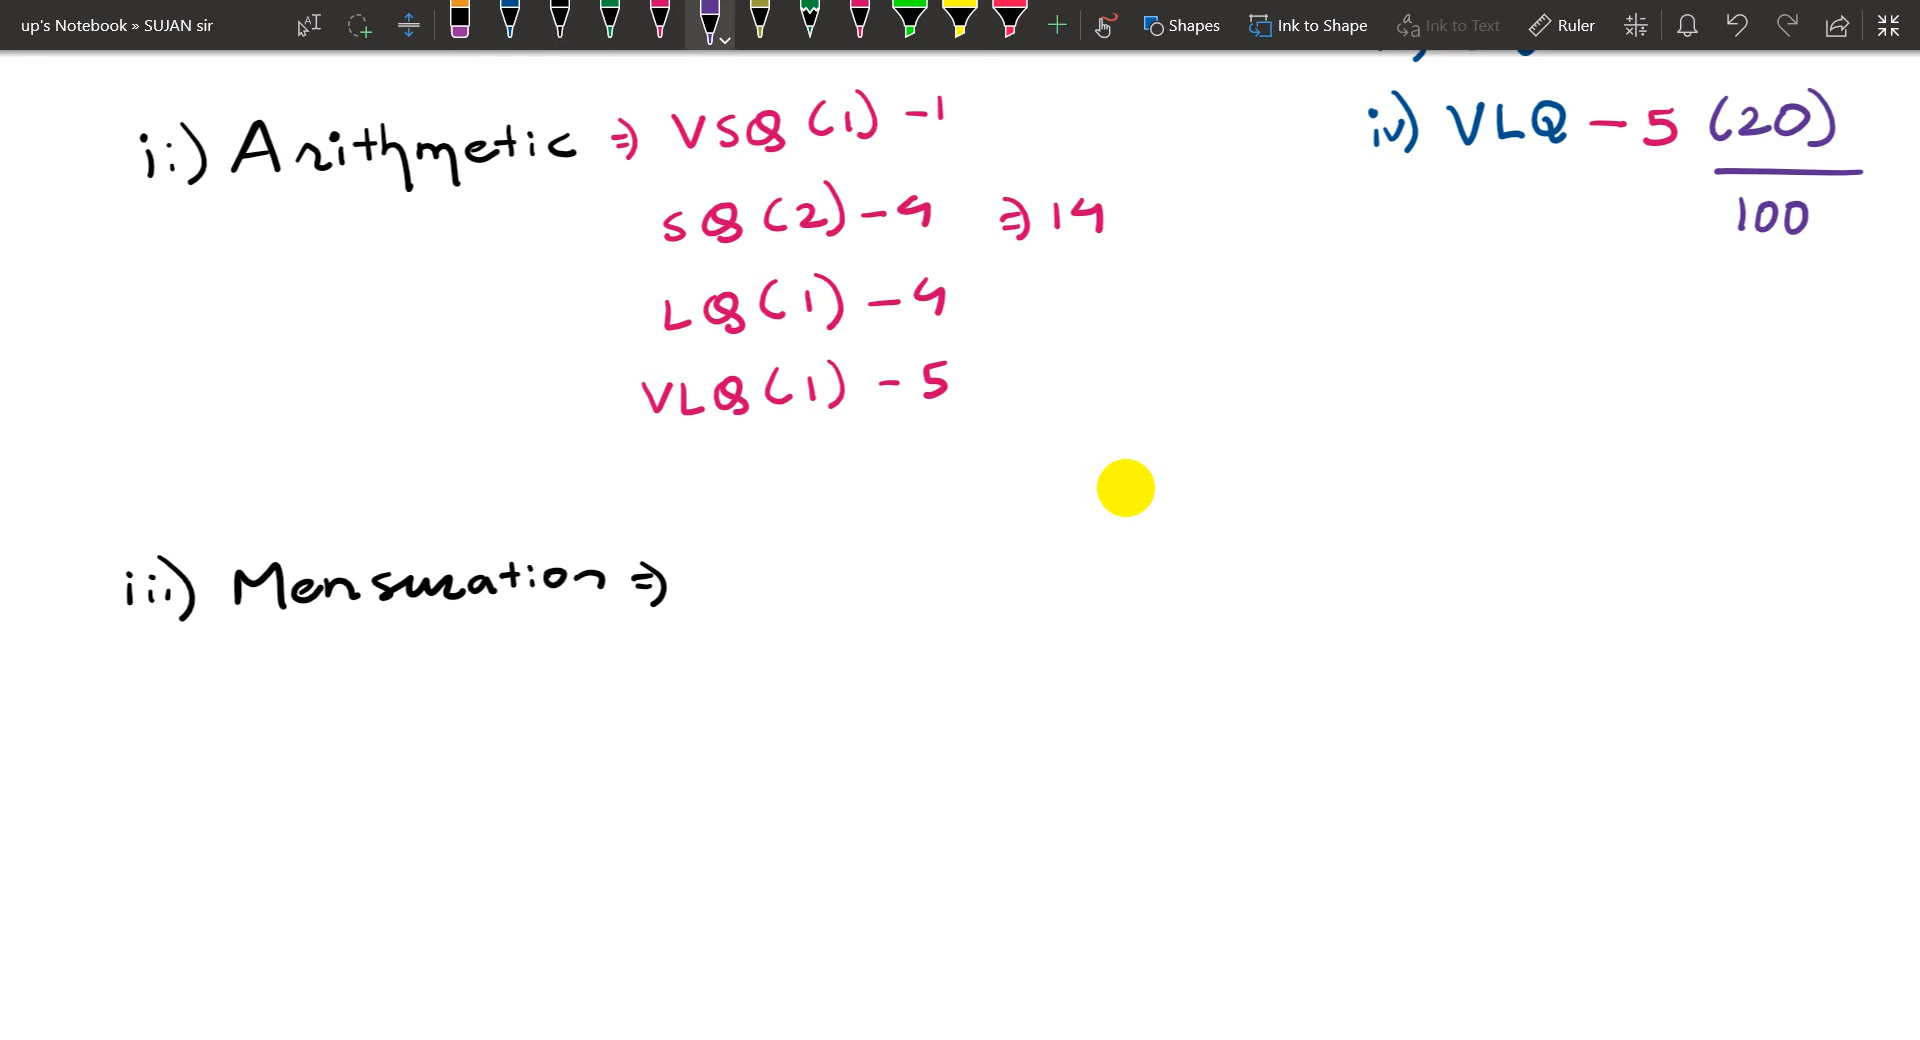 up's Notebook » SUJAN sir
Shapes
Ink to Shape
Ink to Text
Ruler
ii) Arithmetic ⇒ VSQ (1) - 1
SQ (2) - 4 ⇒ 14
LQ (1) - 4
VLQ (1) - 5
iv) VLQ - 5 (20)
100
iii) Mensuration ⇒